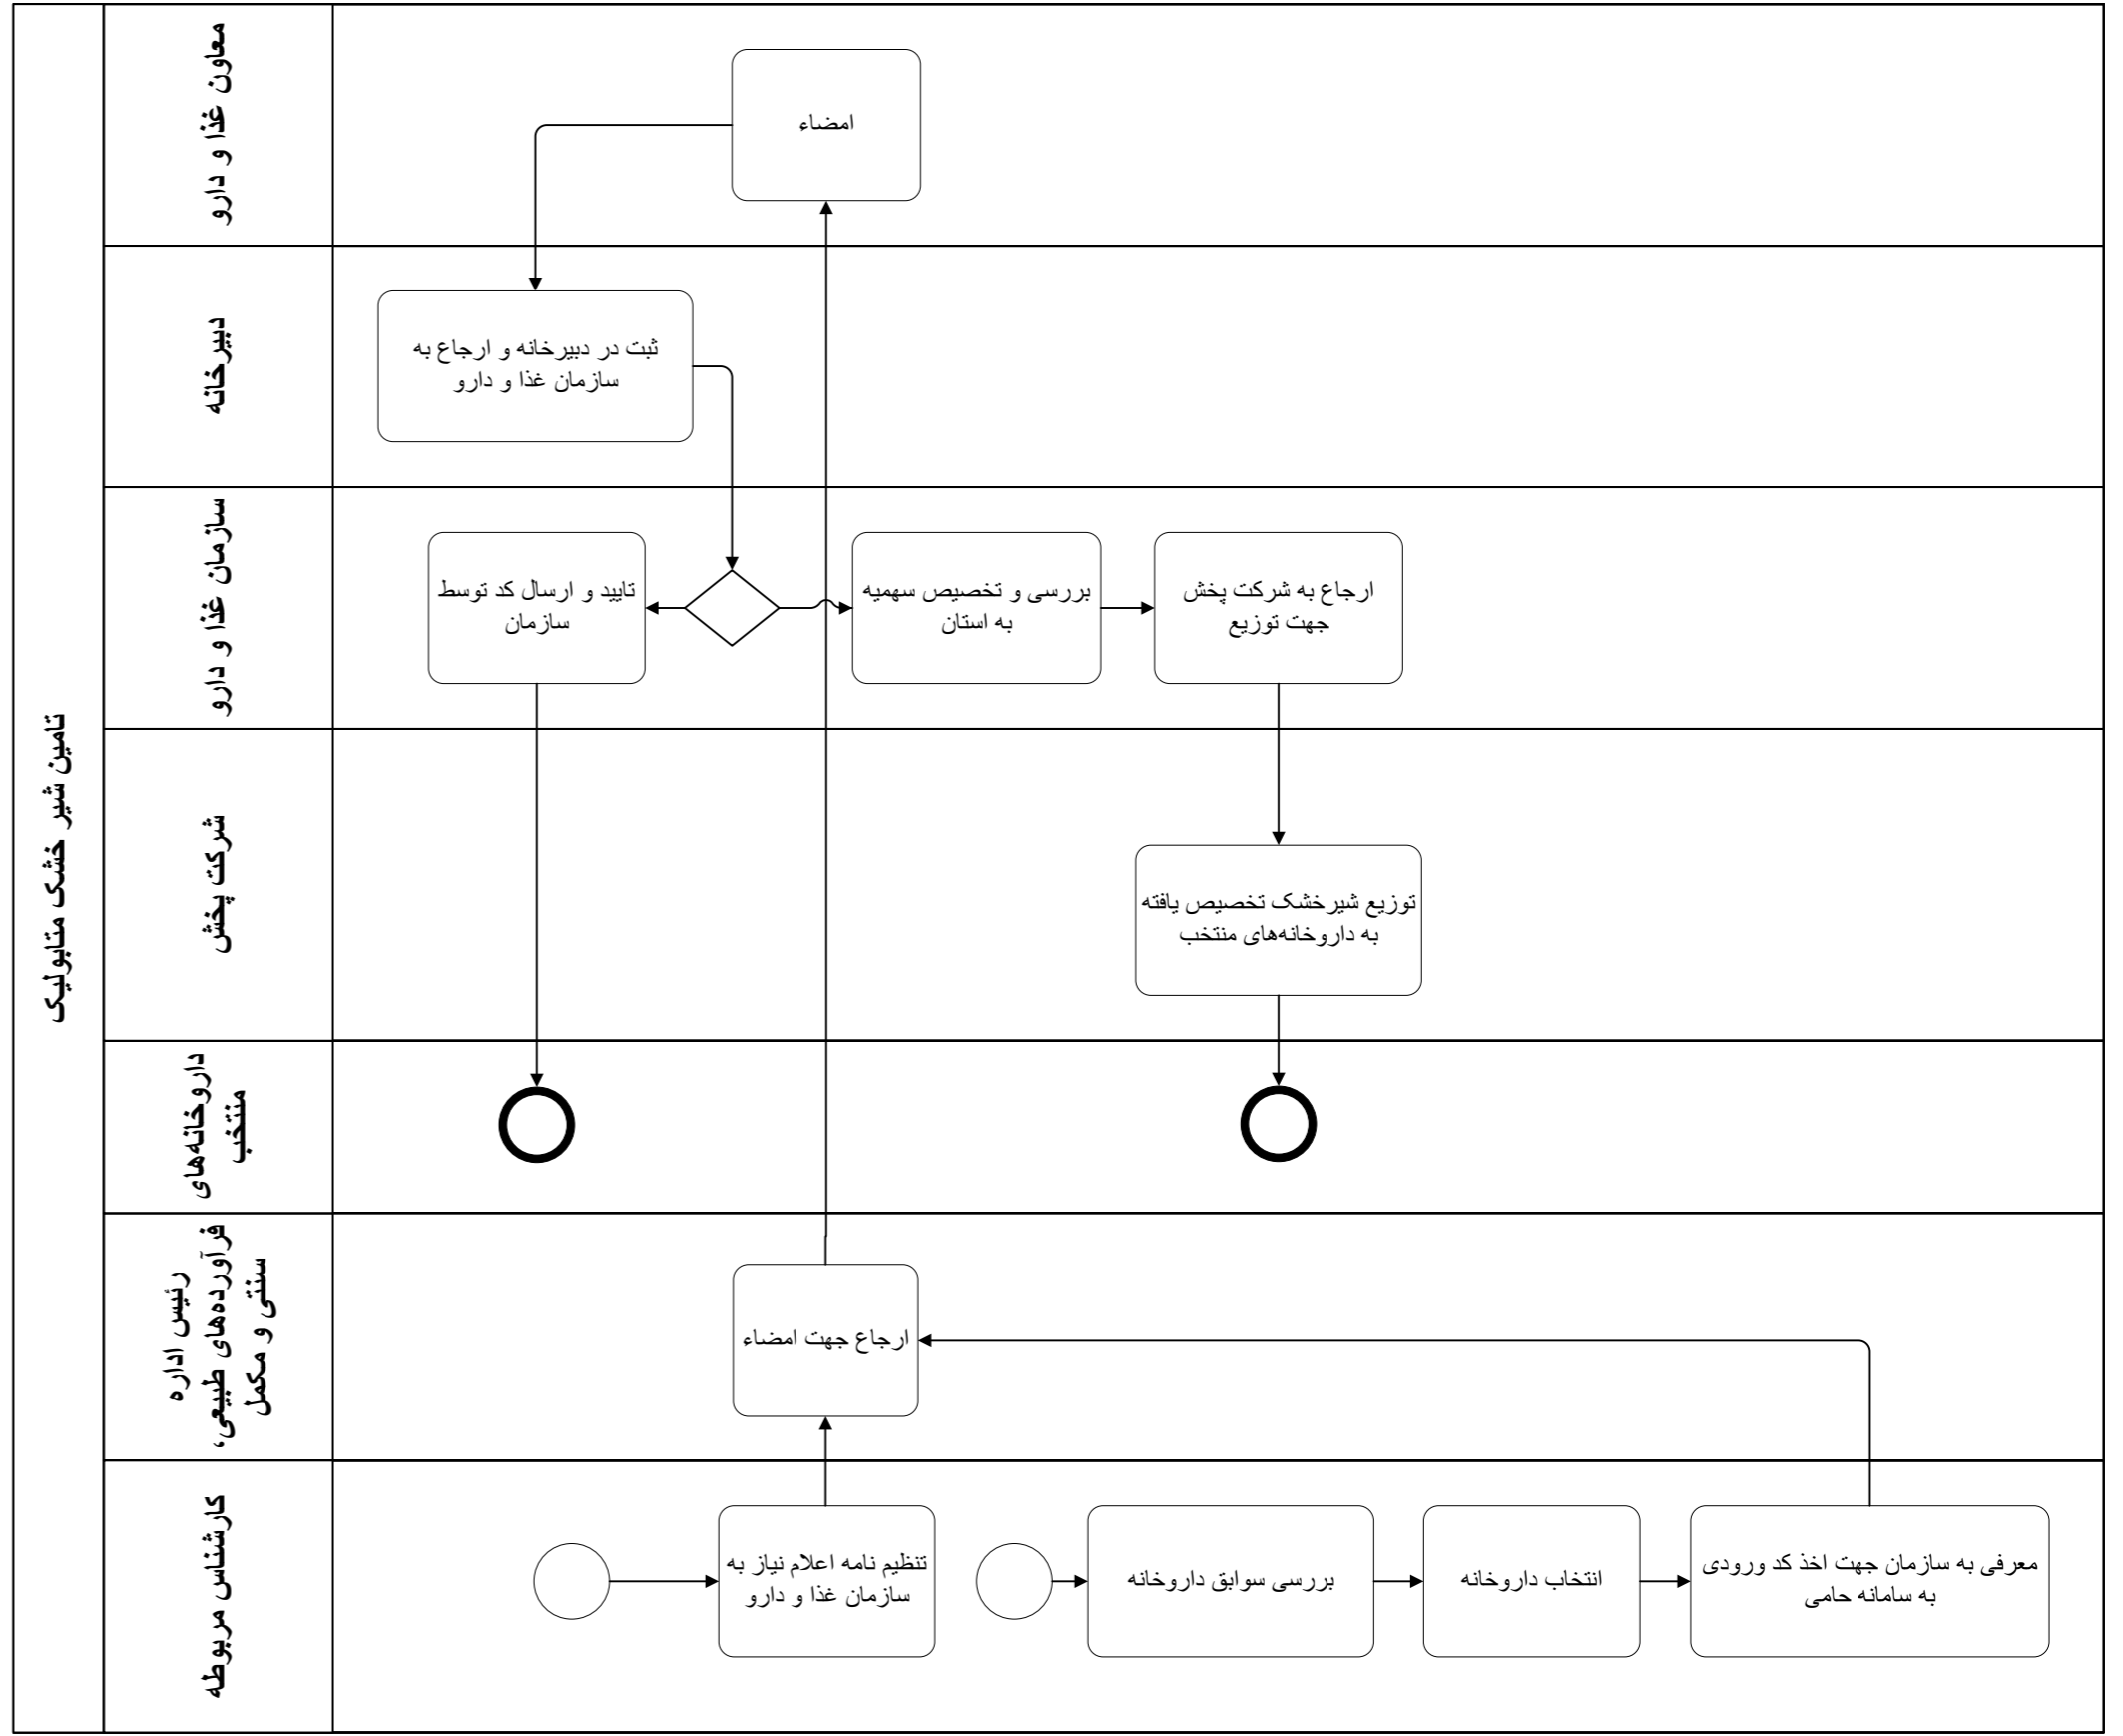 تامین شیر خشک متابولیک
معاون غذا و دارو
امضاء
دبیرخانه
ثبت در دبیرخانه و ارجاع به
سازمان غذا و دارو
سازمان غذا و دارو
تایید و ارسال کد توسط
سازمان
بررسی و تخصیص سهمیه
به استان
ارجاع به شرکت پخش
جهت توزیع
شرکت پخش
توزیع شیرخشک تخصیص یافته
به داروخانه‌های منتخب
داروخانه‌های
منتخب
رئیس اداره
فرآورده‌های طبیعی،
سنتی و مکمل
ارجاع جهت امضاء
کارشناس مربوطه
تنظیم نامه اعلام نیاز به
سازمان غذا و دارو
بررسی سوابق داروخانه
انتخاب داروخانه
معرفی به سازمان جهت اخذ کد ورودی
به سامانه حامی